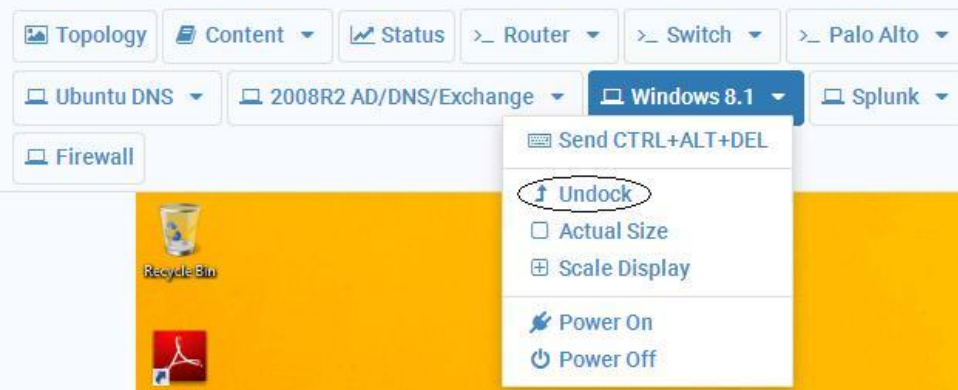 Topology Content Status >_ Router >_ Switch >_ Palo Alto
Ubuntu DNS 2008R2 AD/DNS/Exchange Windows 8.1 Splunk
Firewall
Send CTRL+ALT+DEL
Undock
Actual Size
Scale Display
Power On
Power Off
Recycle Bin